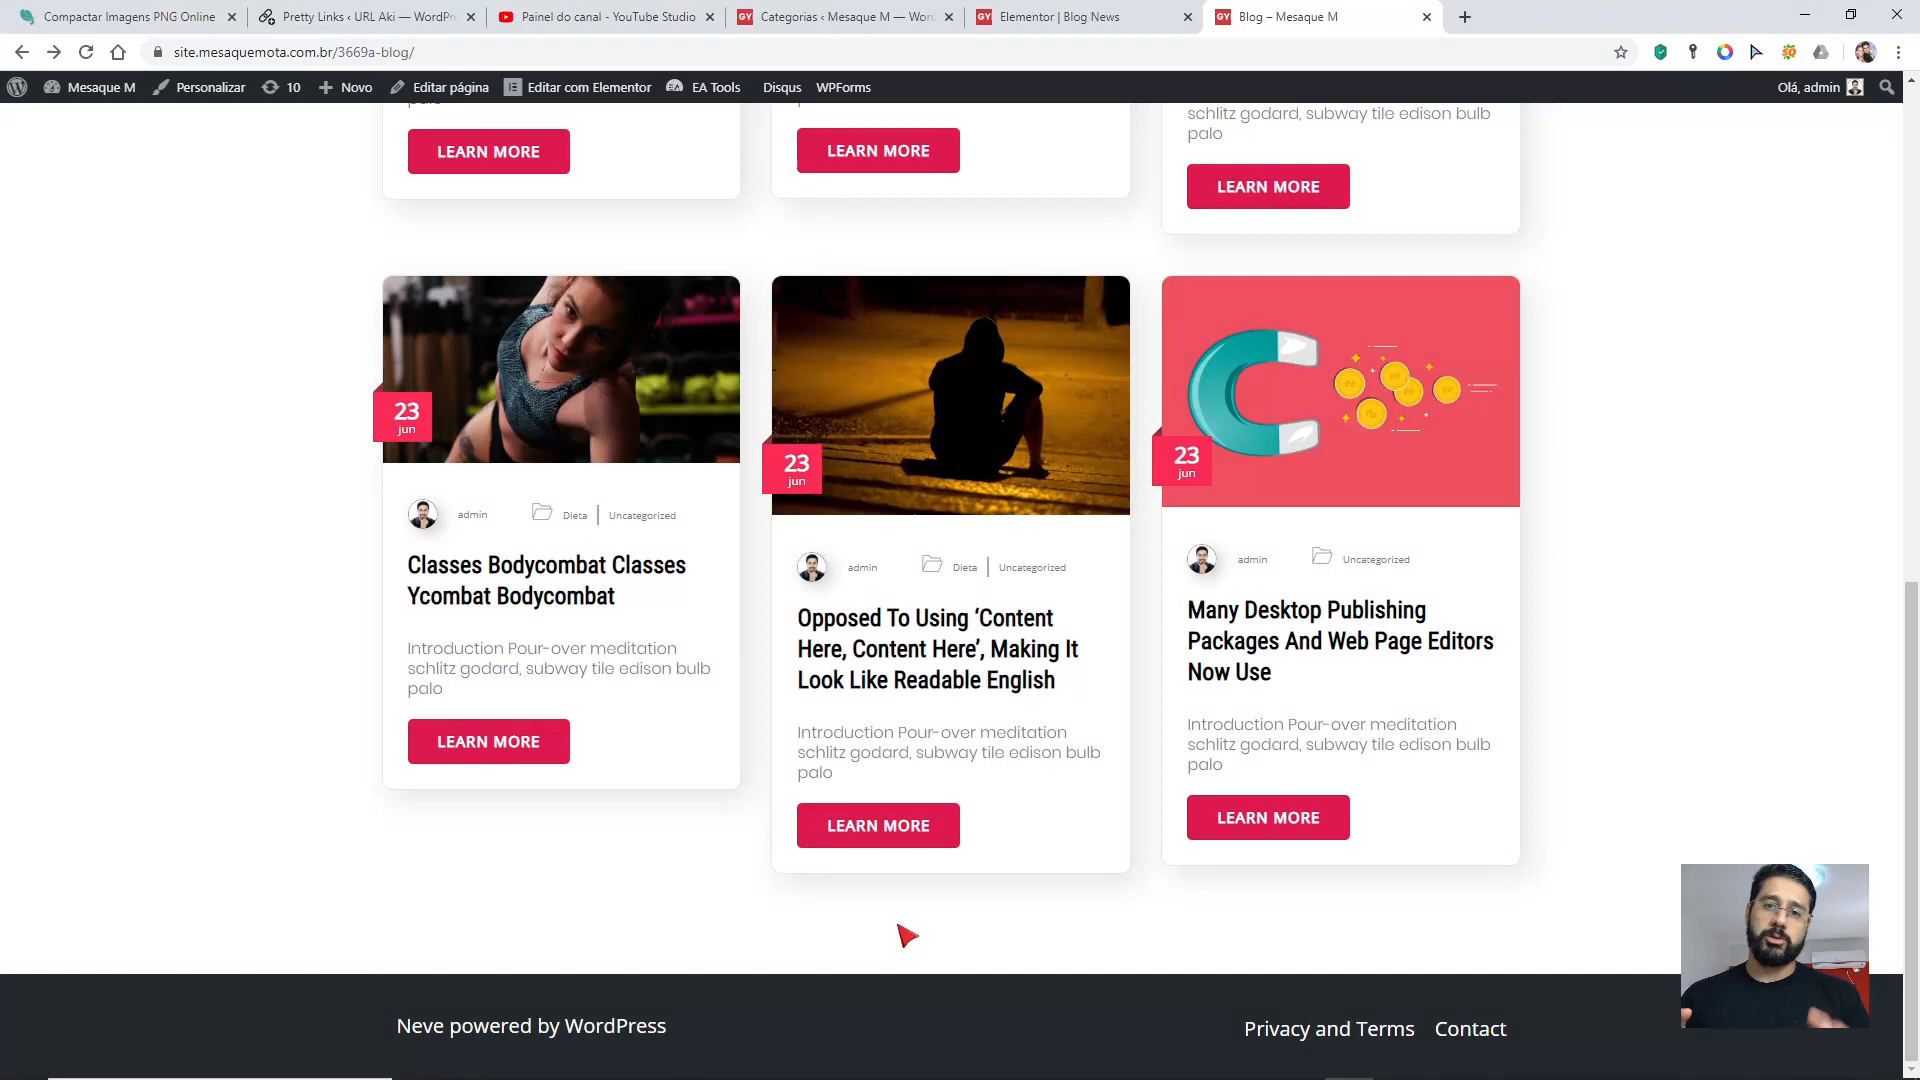 Compactar Imagens PNG Online
Pretty Links ‹ URL Aki — WordPr
Painel do canal - YouTube Studio
Categorias ‹ Mesaque M — Word
Elementor | Blog News
Blog – Mesaque M
site.mesaquemota.com.br/3669a-blog/
Mesaque M
Personalizar
10
Novo
Editar página
Editar com Elementor
EA Tools
Disqus
WPForms
Olá, admin
schlitz godard, subway tile edison bulb
palo
LEARN MORE
LEARN MORE
LEARN MORE
23
jun
admin
Dieta | Uncategorized
Classes Bodycombat Classes
Ycombat Bodycombat
Introduction Pour-over meditation
schlitz godard, subway tile edison bulb
palo
LEARN MORE
23
jun
admin
Dieta | Uncategorized
Opposed To Using ‘Content
Here, Content Here’, Making It
Look Like Readable English
Introduction Pour-over meditation
schlitz godard, subway tile edison bulb
palo
LEARN MORE
23
jun
admin
Uncategorized
Many Desktop Publishing
Packages And Web Page Editors
Now Use
Introduction Pour-over meditation
schlitz godard, subway tile edison bulb
palo
LEARN MORE
Neve powered by WordPress
Privacy and Terms
Contact